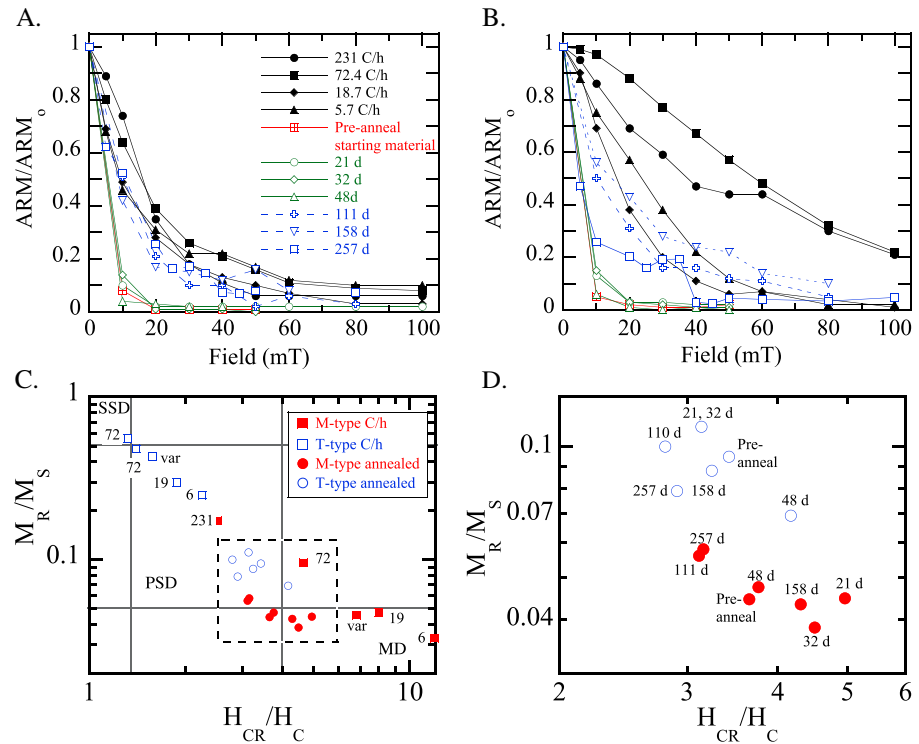 A.
B.
1
0.8
0.6
0.4
0.2
0
ARM/ARMo
231 C/h
72.4 C/h
18.7 C/h
5.7 C/h
Pre-anneal
starting material
21 d
32 d
48d
111 d
158 d
257 d
0 20 40 60 80 100
Field (mT)
1
0.8
0.6
0.4
0.2
0
ARM/ARMo
0 20 40 60 80 100
Field (mT)
C.
D.
1
0.1
MR/MS
SSD
72
72
var
19
6
231
72
PSD
var
19
6
MD
M-type C/h
T-type C/h
M-type annealed
T-type annealed
1 10
HCR/HC
0.1
0.07
0.04
MR/MS
21, 32 d
110 d
Pre-
anneal
257 d
158 d
48 d
257 d
111 d
48 d
158 d
21 d
Pre-
anneal
32 d
2 3 4 5 6
HCR/HC